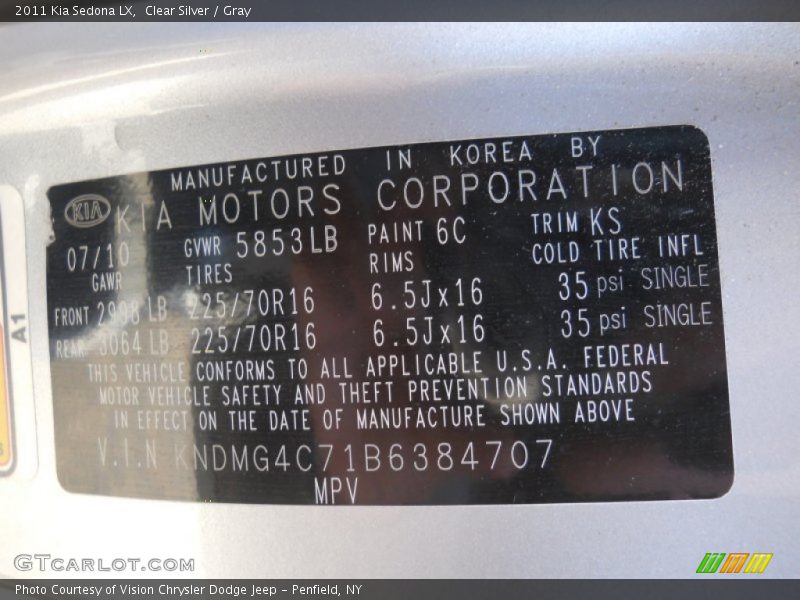 2011 Kia Sedona LX, Clear Silver / Gray
MANUFACTURED IN KOREA BY
KIA KIA MOTORS CORPORATION
07/10 GVWR 5853LB PAINT 6C TRIM KS
GAWR TIRES RIMS COLD TIRE INFL
FRONT 2998 LB 225/70R16 6.5Jx16 35 psi SINGLE
REAR 3064 LB 225/70R16 6.5Jx16 35 psi SINGLE
THIS VEHICLE CONFORMS TO ALL APPLICABLE U.S.A. FEDERAL
MOTOR VEHICLE SAFETY AND THEFT PREVENTION STANDARDS
IN EFFECT ON THE DATE OF MANUFACTURE SHOWN ABOVE
V.I.N KNDMG4C71B6384707
MPV
A1
GTCARLOT.COM
Photo Courtesy of Vision Chrysler Dodge Jeep - Penfield, NY